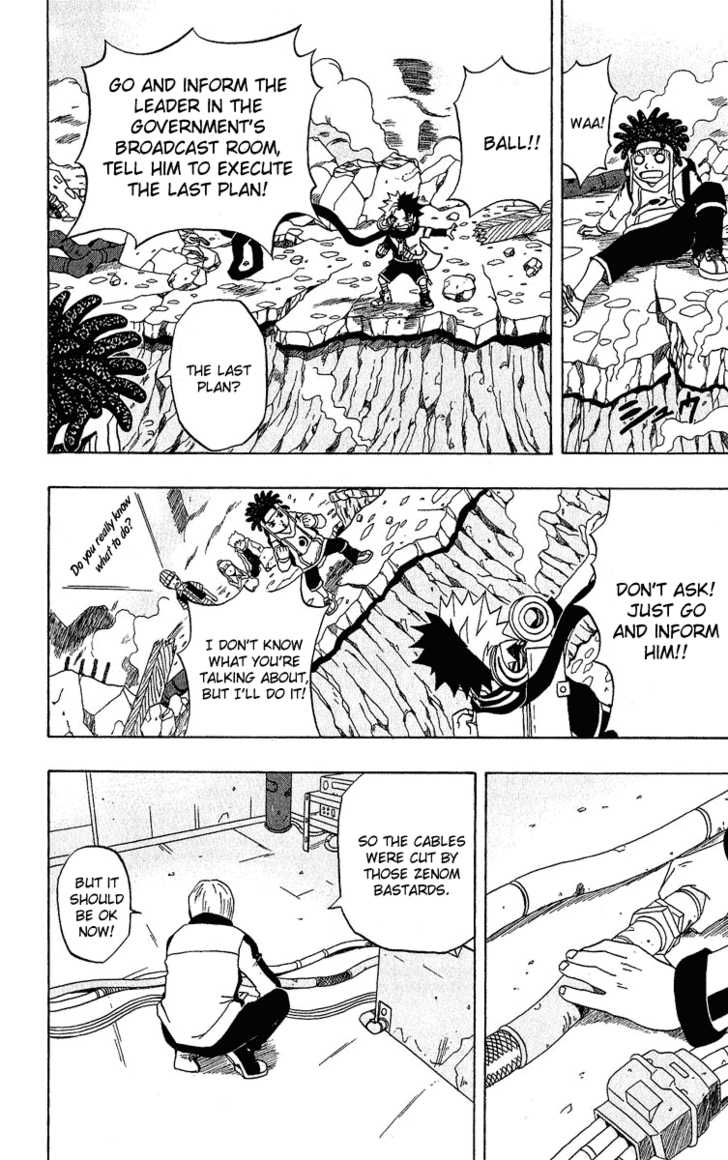 WAA!
BALL!!
GO AND INFORM THE
LEADER IN THE
GOVERNMENT'S
BROADCAST ROOM,
TELL HIM TO EXECUTE
THE LAST PLAN!
THE LAST
PLAN?
DON'T ASK!
JUST GO
AND INFORM
HIM!!
I DON'T KNOW
WHAT YOU'RE
TALKING ABOUT,
BUT I'LL DO IT!
Do you really know
what to do?
SO THE CABLES
WERE CUT BY
THOSE ZENOM
BASTARDS.
BUT IT
SHOULD
BE OK
NOW!